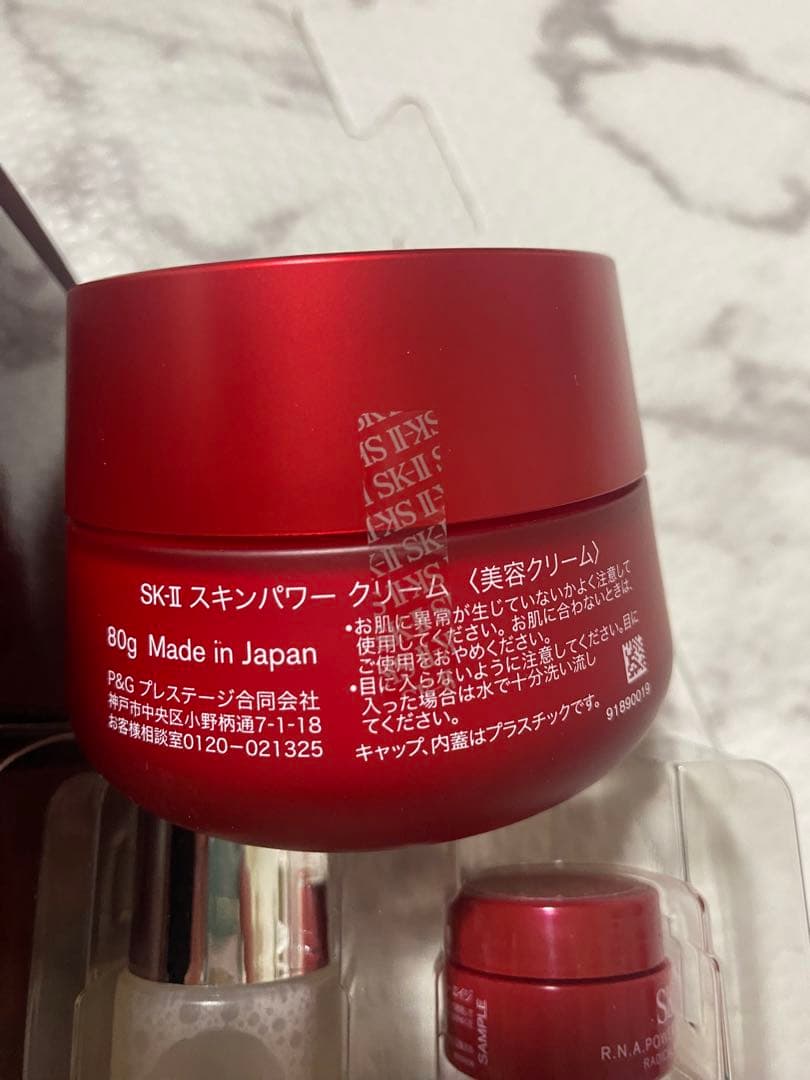 SK-II
SK-II
SK-II
SK-II スキンパワー クリーム 〈美容クリーム〉
80g Made in Japan
P&G プレステージ合同会社
神戸市中央区小野柄通7-1-18
お客様相談室0120-021325
•お肌に異常が生じていないかよく注意して
使用してください。お肌に合わないときは、
ご使用をおやめください。
•目に入らないように注意してください。目に
入った場合は水で十分洗い流し
てください。
キャップ、内蓋はプラスチックです。
91890019
エイジ
SAMPLE
R.N.A.POW